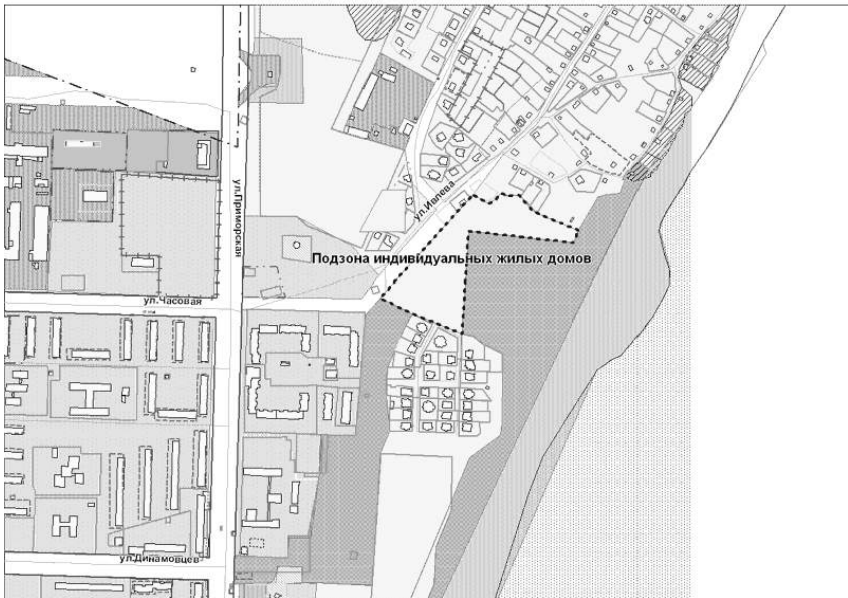 ул.Приморская
ул.Ивлева
Подзона индивидуальных жилых домов
ул.Часовая
ул.Динамовцев